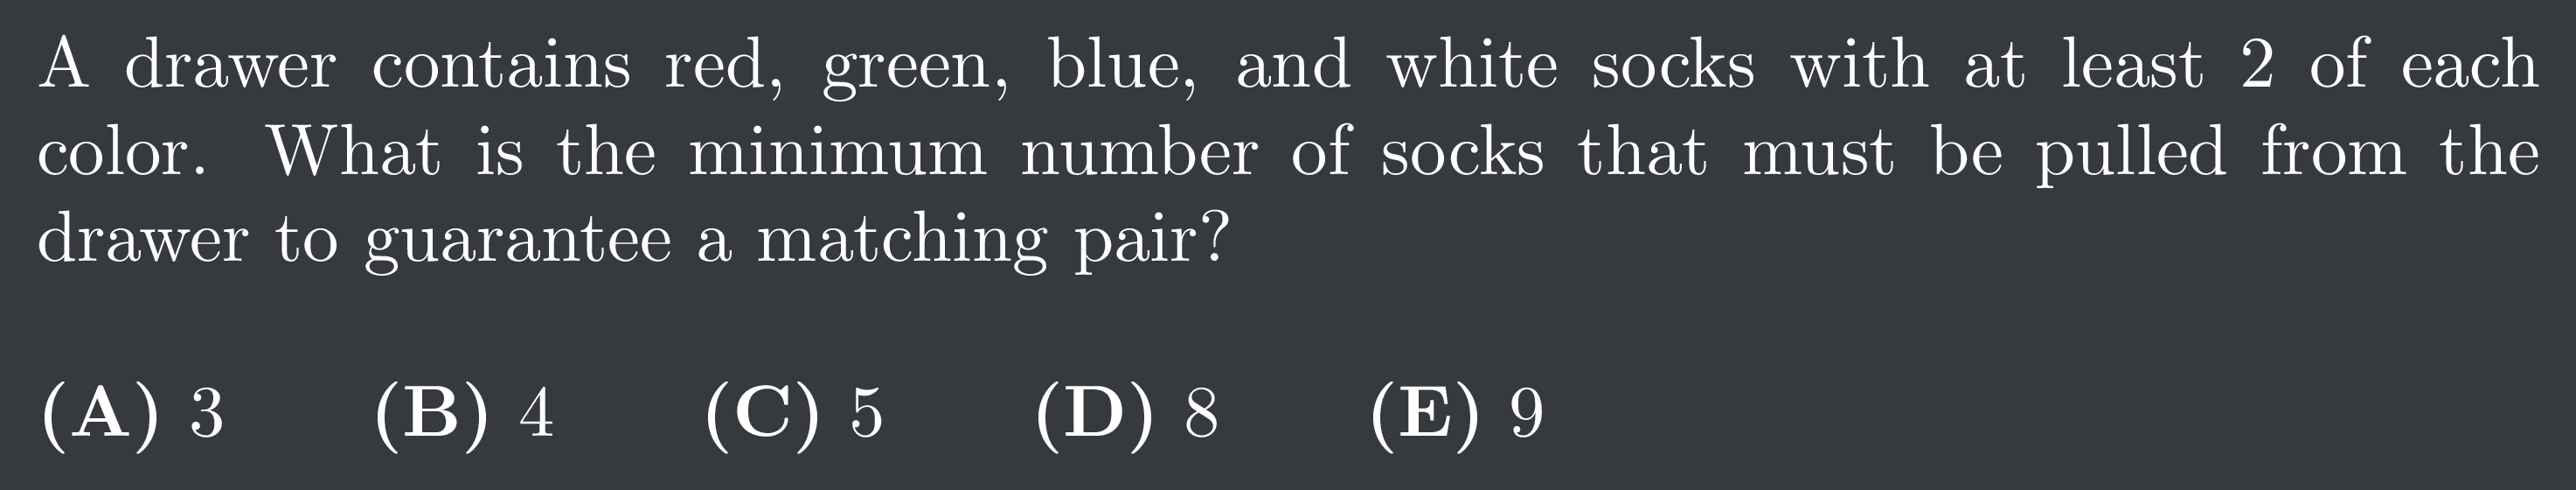 A drawer contains red, green, blue, and white socks with at least 2 of each
color. What is the minimum number of socks that must be pulled from the
drawer to guarantee a matching pair?
(A) 3 (B) 4 (C) 5 (D) 8 (E) 9